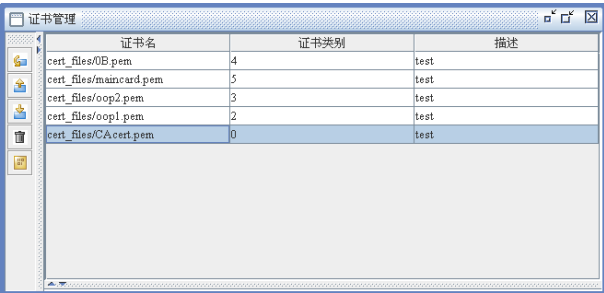 证书管理
证书名 证书类别 描述
cert_files/0B.pem 4 test
cert_files/maincard.pem 5 test
cert_files/oop2.pem 3 test
cert_files/oop1.pem 2 test
cert_files/CAcert.pem 0 test